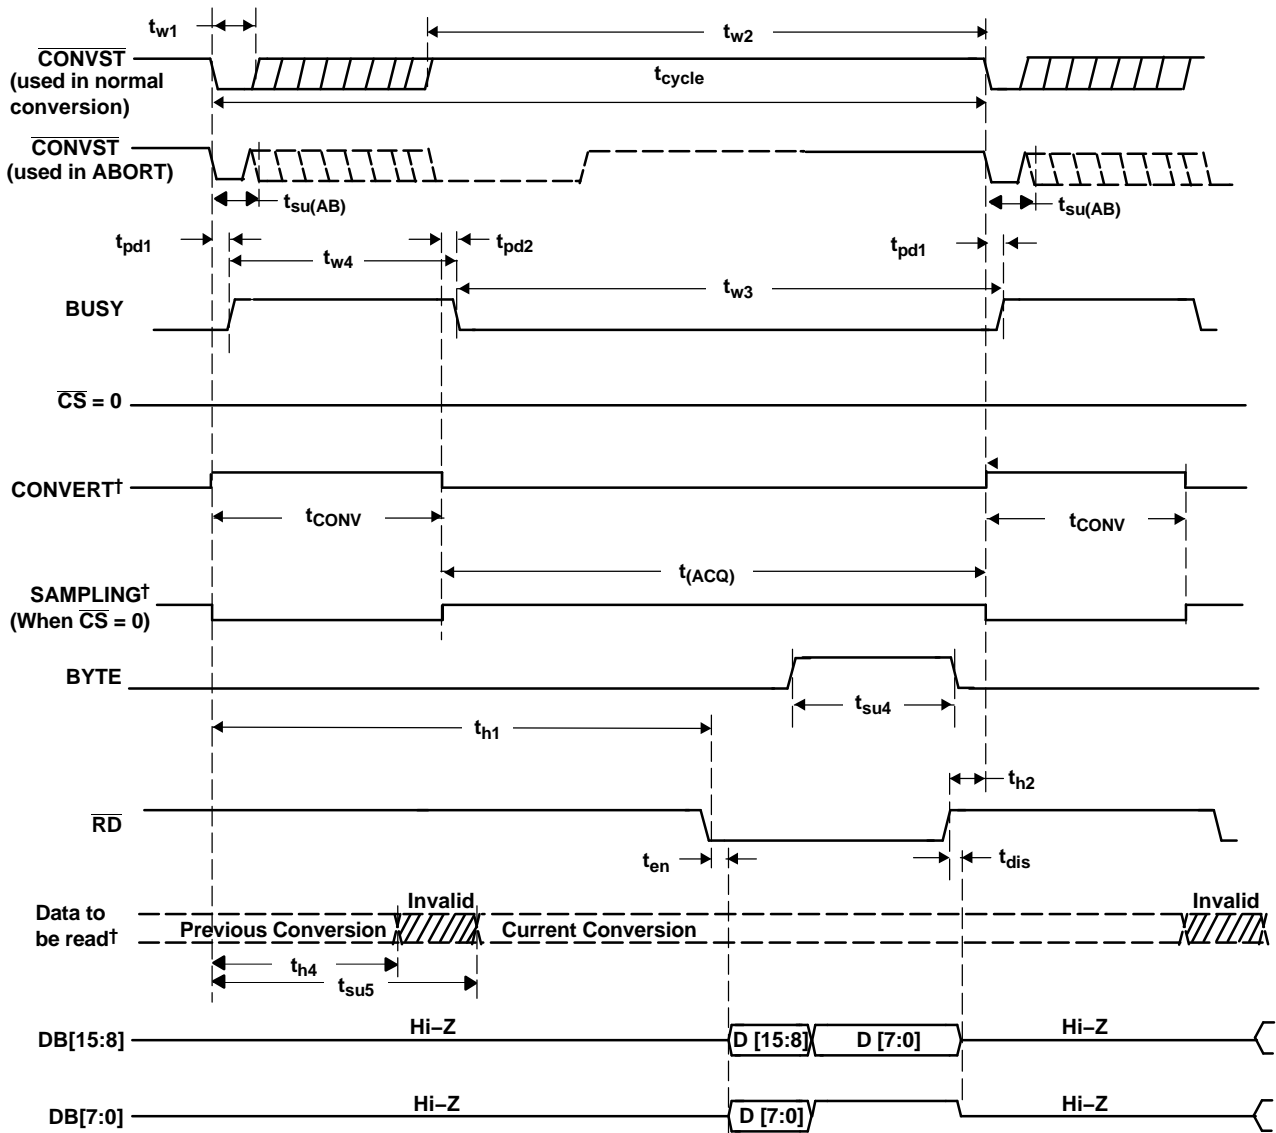 tw1
tw2
CONVST
(used in normal
conversion)
tcycle
CONVST
(used in ABORT)
tsu(AB)
tsu(AB)
tpd1
tw4
tpd2
tpd1
tw3
BUSY
CS = 0
CONVERT†
tCONV
tCONV
t(ACQ)
SAMPLING†
(When CS = 0)
BYTE
tsu4
th1
th2
RD
ten
tdis
Data to
be read†
Previous Conversion
Invalid
Current Conversion
Invalid
th4
tsu5
DB[15:8]
Hi–Z
D [15:8]
D [7:0]
Hi–Z
DB[7:0]
Hi–Z
D [7:0]
Hi–Z